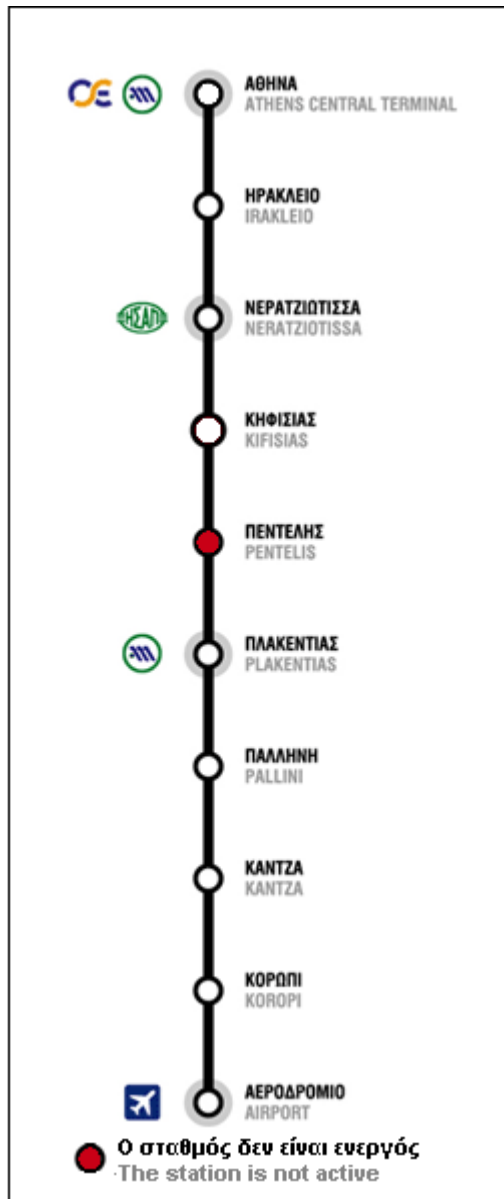 ΑΘΗΝΑ
ATHENS CENTRAL TERMINAL
ΗΡΑΚΛΕΙΟ
IRAKLEIO
ΗΣΑΠ
ΝΕΡΑΤΖΙΩΤΙΣΣΑ
NERATZIOTISSA
ΚΗΦΙΣΙΑΣ
KIFISIAS
ΠΕΝΤΕΛΗΣ
PENTELIS
ΠΛΑΚΕΝΤΙΑΣ
PLAKENTIAS
ΠΑΛΛΗΝΗ
PALLINI
ΚΑΝΤΖΑ
KANTZA
ΚΟΡΩΠΙ
KOROPI
ΑΕΡΟΔΡΟΜΙΟ
AIRPORT
Ο σταθμός δεν είναι ενεργός
The station is not active